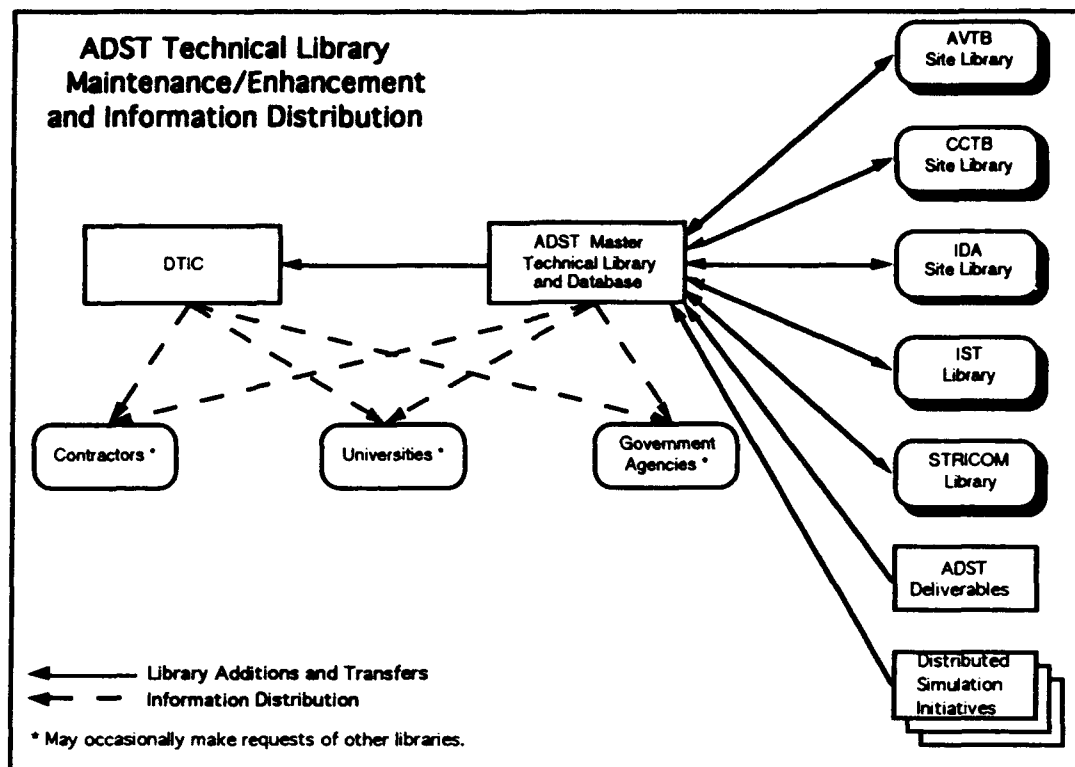 ADST Technical Library
Maintenance/Enhancement
and Information Distribution
AVTB
Site Library
CCTB
Site Library
DTIC
ADST Master
Technical Library
and Database
IDA
Site Library
IST
Library
Contractors *
Universities *
Government
Agencies *
STRICOM
Library
ADST
Deliverables
Distributed
Simulation
Initiatives
Library Additions and Transfers
Information Distribution
* May occasionally make requests of other libraries.